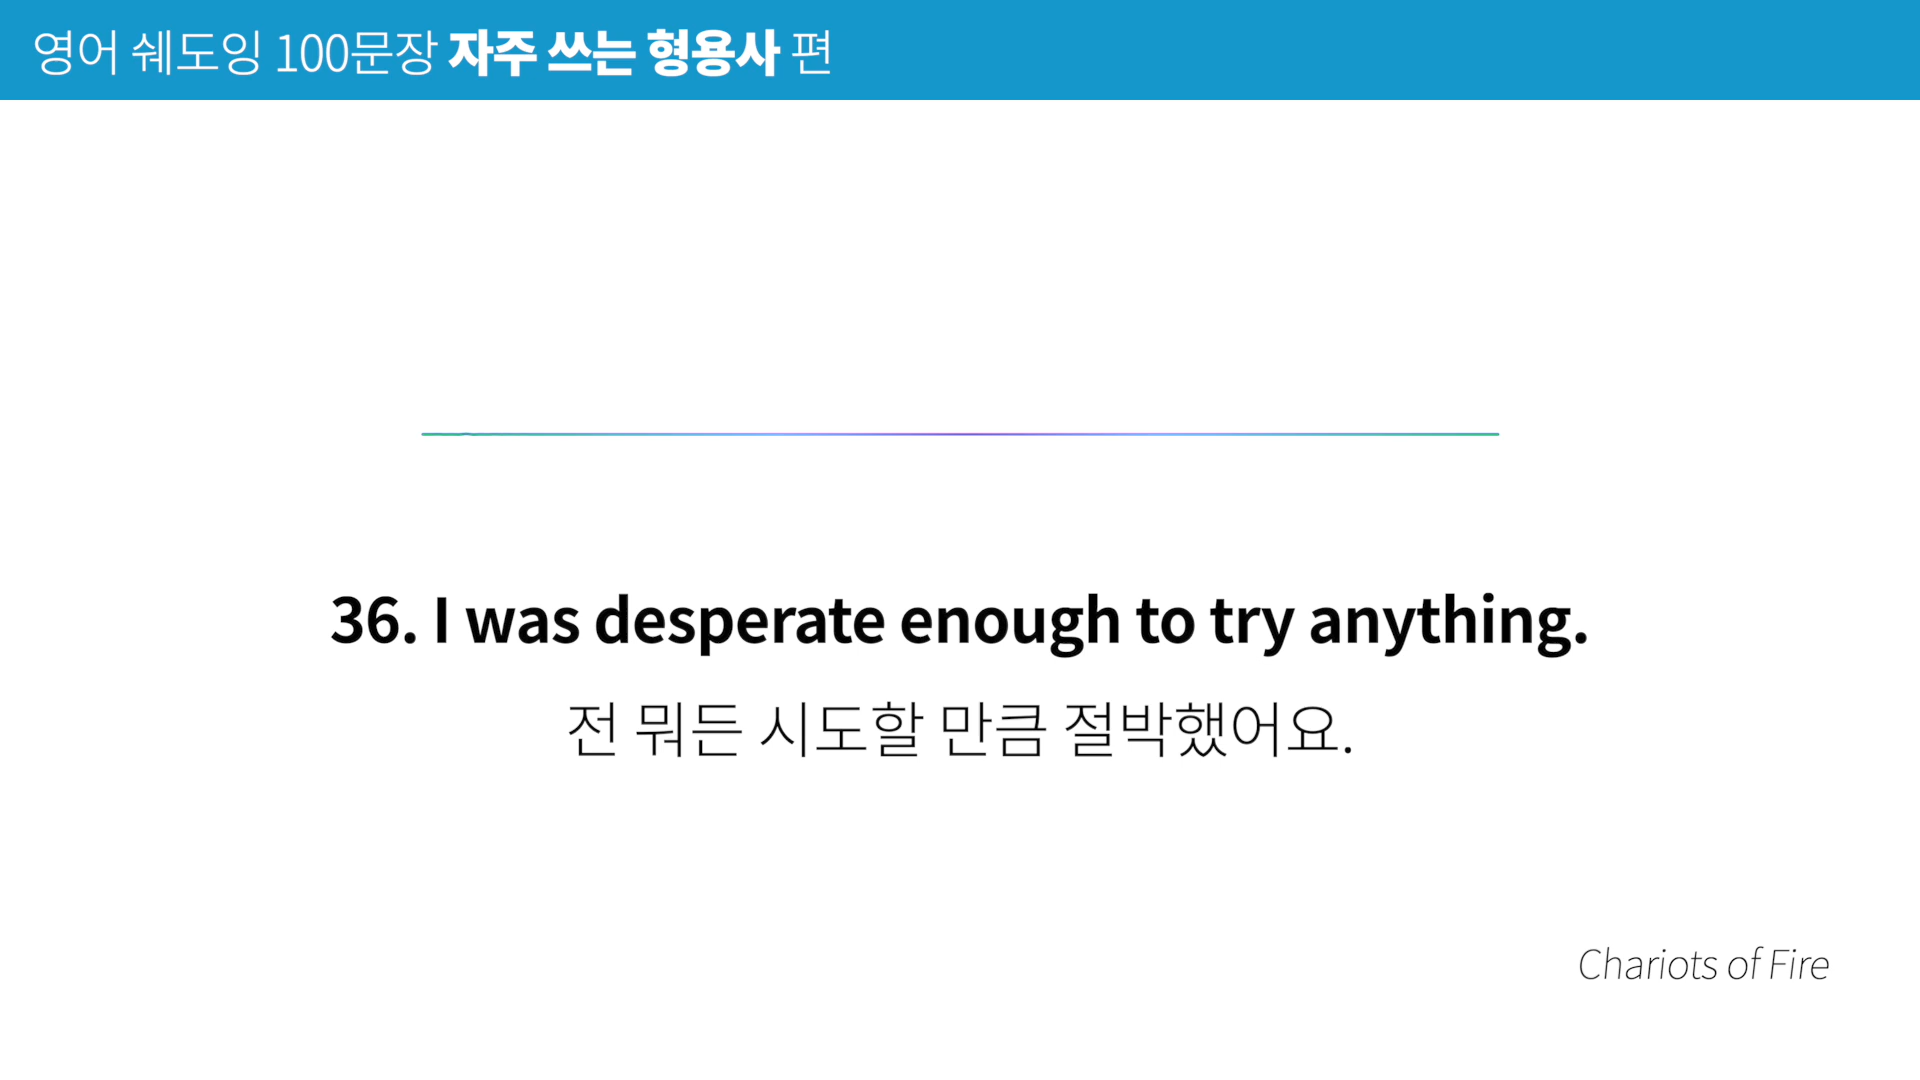 영어 쉐도잉 100문장 자주 쓰는 형용사 편
36. I was desperate enough to try anything.
전 뭐든 시도할 만큼 절박했어요.
Chariots of Fire